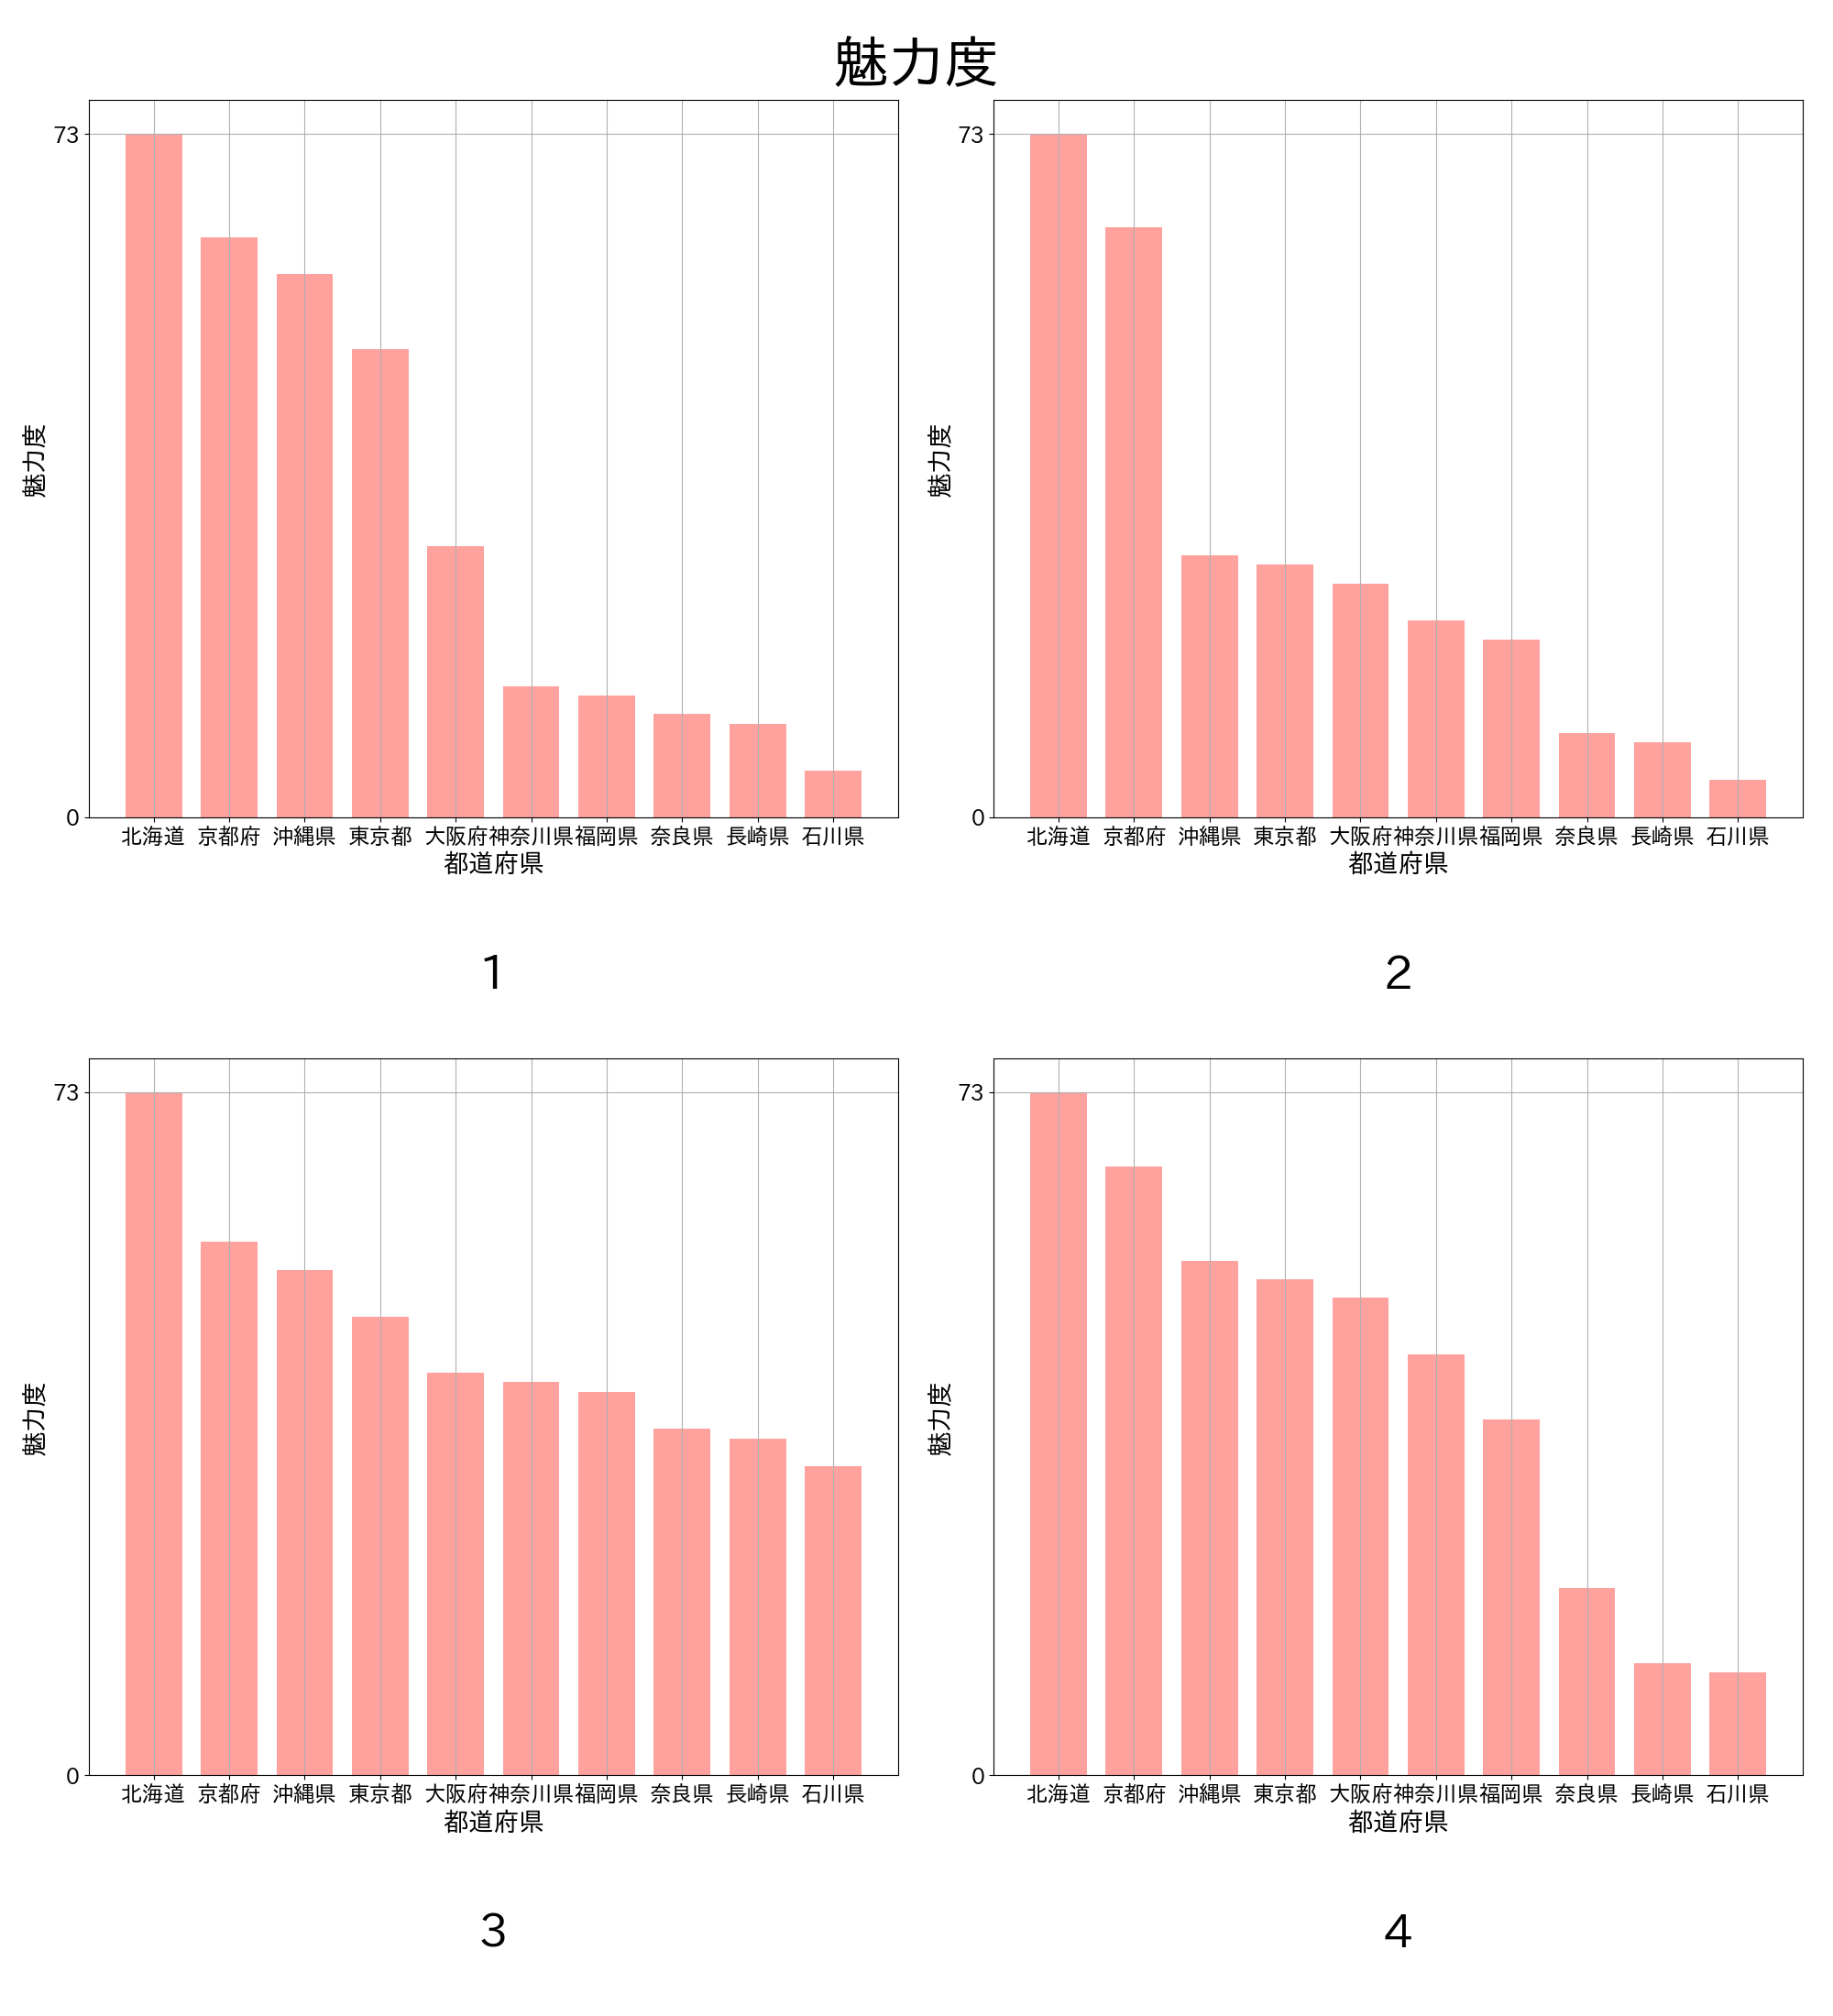 魅力度
73
73
魅力度
魅力度
0
0
北海道 京都府 沖縄県 東京都 大阪府 神奈川県 福岡県 奈良県 長崎県 石川県
北海道 京都府 沖縄県 東京都 大阪府 神奈川県 福岡県 奈良県 長崎県 石川県
都道府県
都道府県
1
2
73
73
魅力度
魅力度
0
0
北海道 京都府 沖縄県 東京都 大阪府 神奈川県 福岡県 奈良県 長崎県 石川県
北海道 京都府 沖縄県 東京都 大阪府 神奈川県 福岡県 奈良県 長崎県 石川県
都道府県
都道府県
3
4